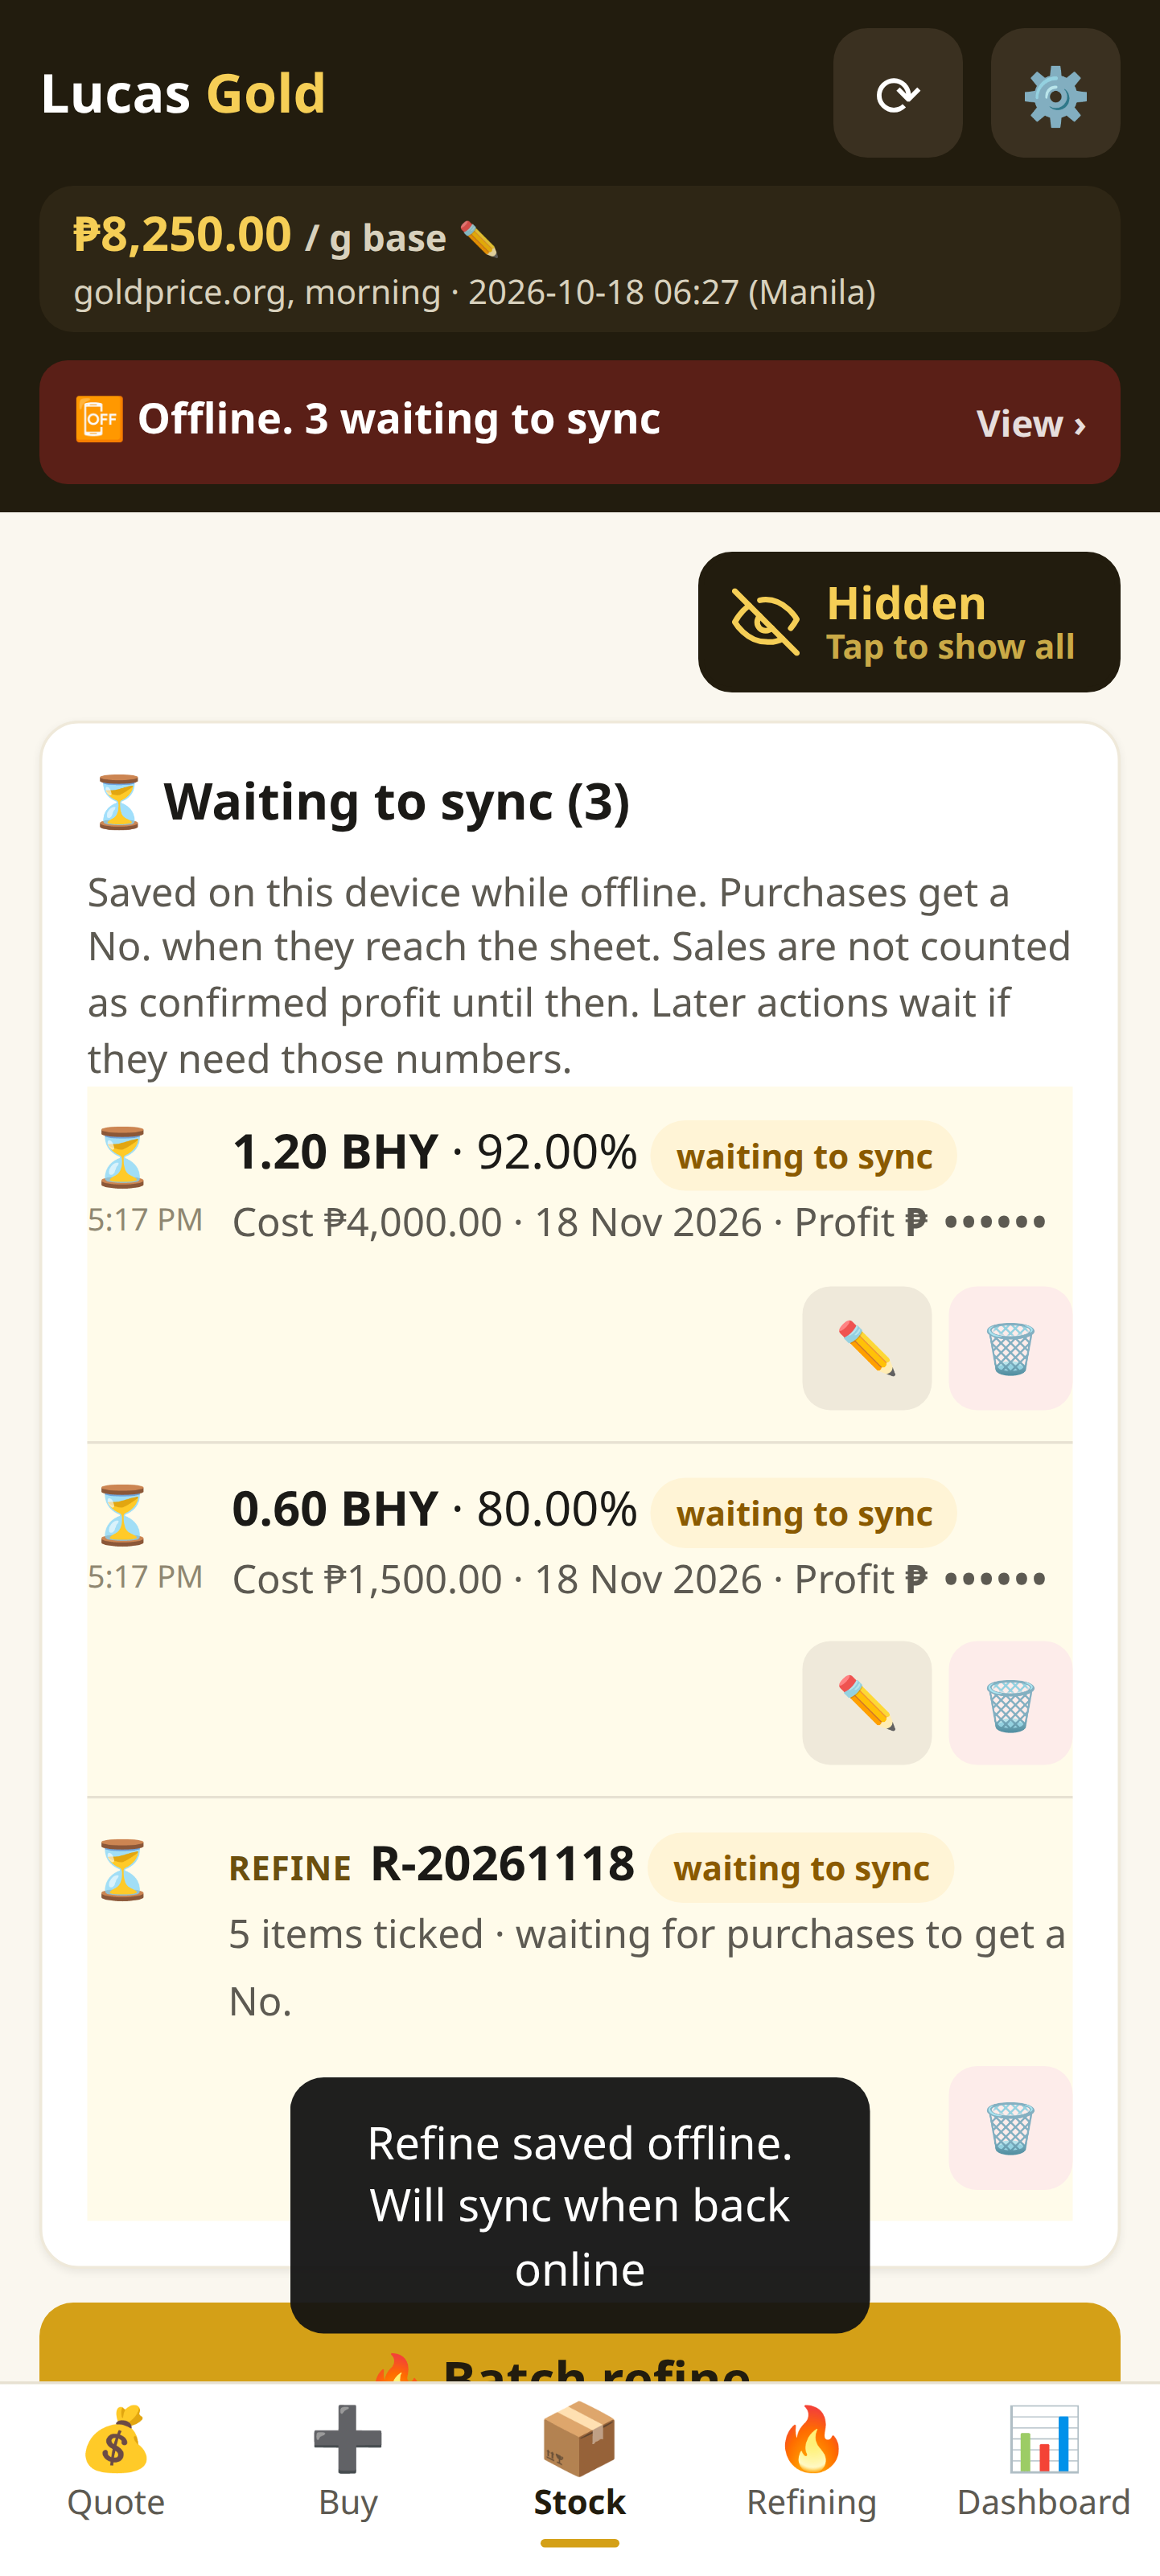 Lucas Gold
₱8,250.00 / g base
goldprice.org, morning · 2026-10-18 06:27 (Manila)
OFF Offline. 3 waiting to sync
View ›
Hidden
Tap to show all
Waiting to sync (3)
Saved on this device while offline. Purchases get a
No. when they reach the sheet. Sales are not counted
as confirmed profit until then. Later actions wait if
they need those numbers.
1.20 BHY · 92.00% waiting to sync
5:17 PM Cost ₱4,000.00 · 18 Nov 2026 · Profit ₱ ••••••
0.60 BHY · 80.00% waiting to sync
5:17 PM Cost ₱1,500.00 · 18 Nov 2026 · Profit ₱ ••••••
REFINE R-20261118 waiting to sync
5 items ticked · waiting for purchases to get a
No.
Refine saved offline.
Will sync when back
online
Batch refine
Quote
Buy
Stock
Refining
Dashboard